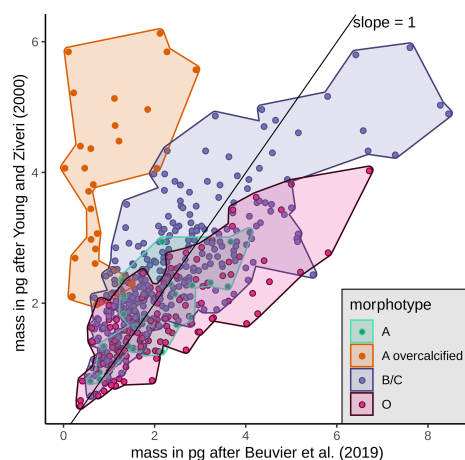 slope = 1
6
4
2
mass in pg after Young and Ziveri (2000)
morphotype
A
A overcalcified
B/C
O
0 2 4 6 8
mass in pg after Beuvier et al. (2019)